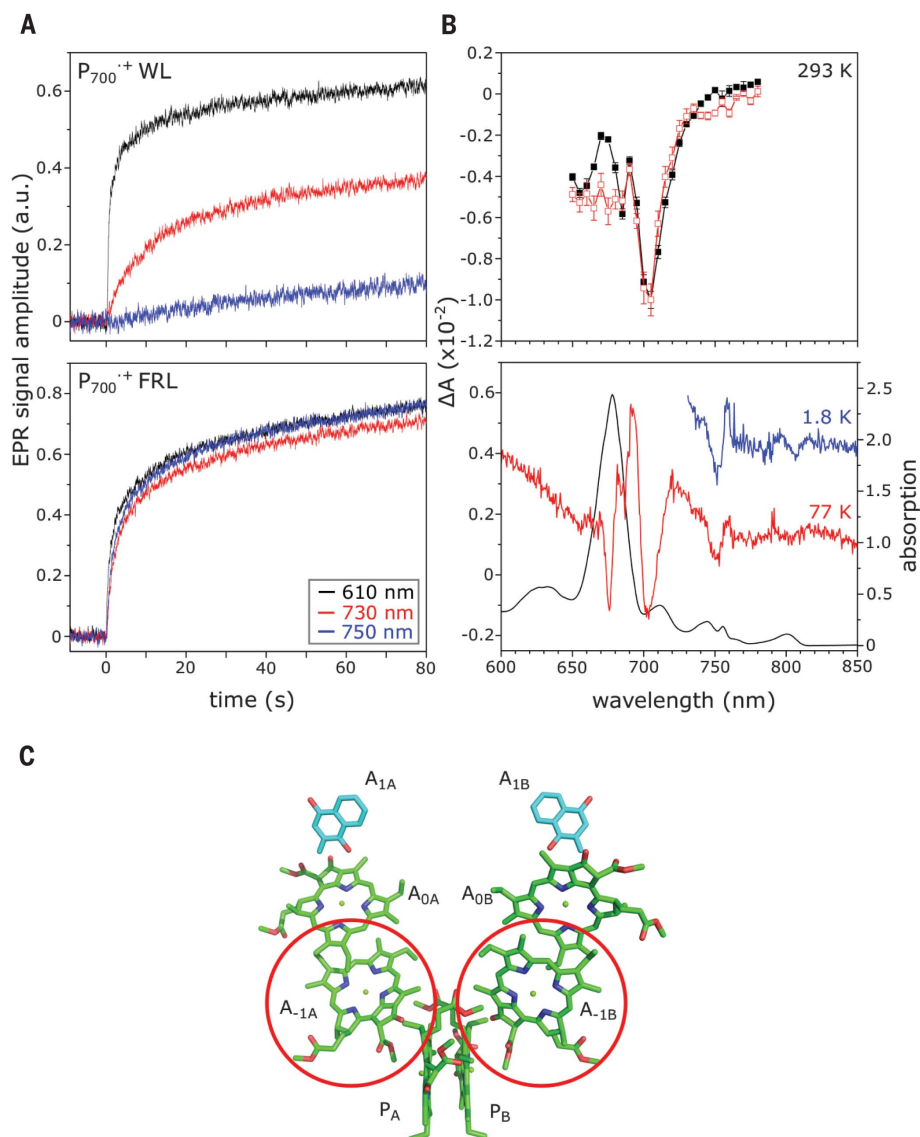 A
P700·+ WL
0.6
0.4
0.2
0
P700·+ FRL
0.8
0.6
0.4
0.2
0
610 nm
730 nm
750 nm
0 20 40 60 80
time (s)
EPR signal amplitude (a.u.)
B
293 K
0.2
0
-0.2
-0.4
-0.6
-0.8
-1.0
-1.2
0.6
0.4
0.2
0
-0.2
ΔA (x10-2)
1.8 K
77 K
2.5
2.0
1.5
1.0
0.5
0
absorption
600 650 700 750 800 850
wavelength (nm)
C
A1A A1B
A0A A0B
A-1A A-1B
PA PB